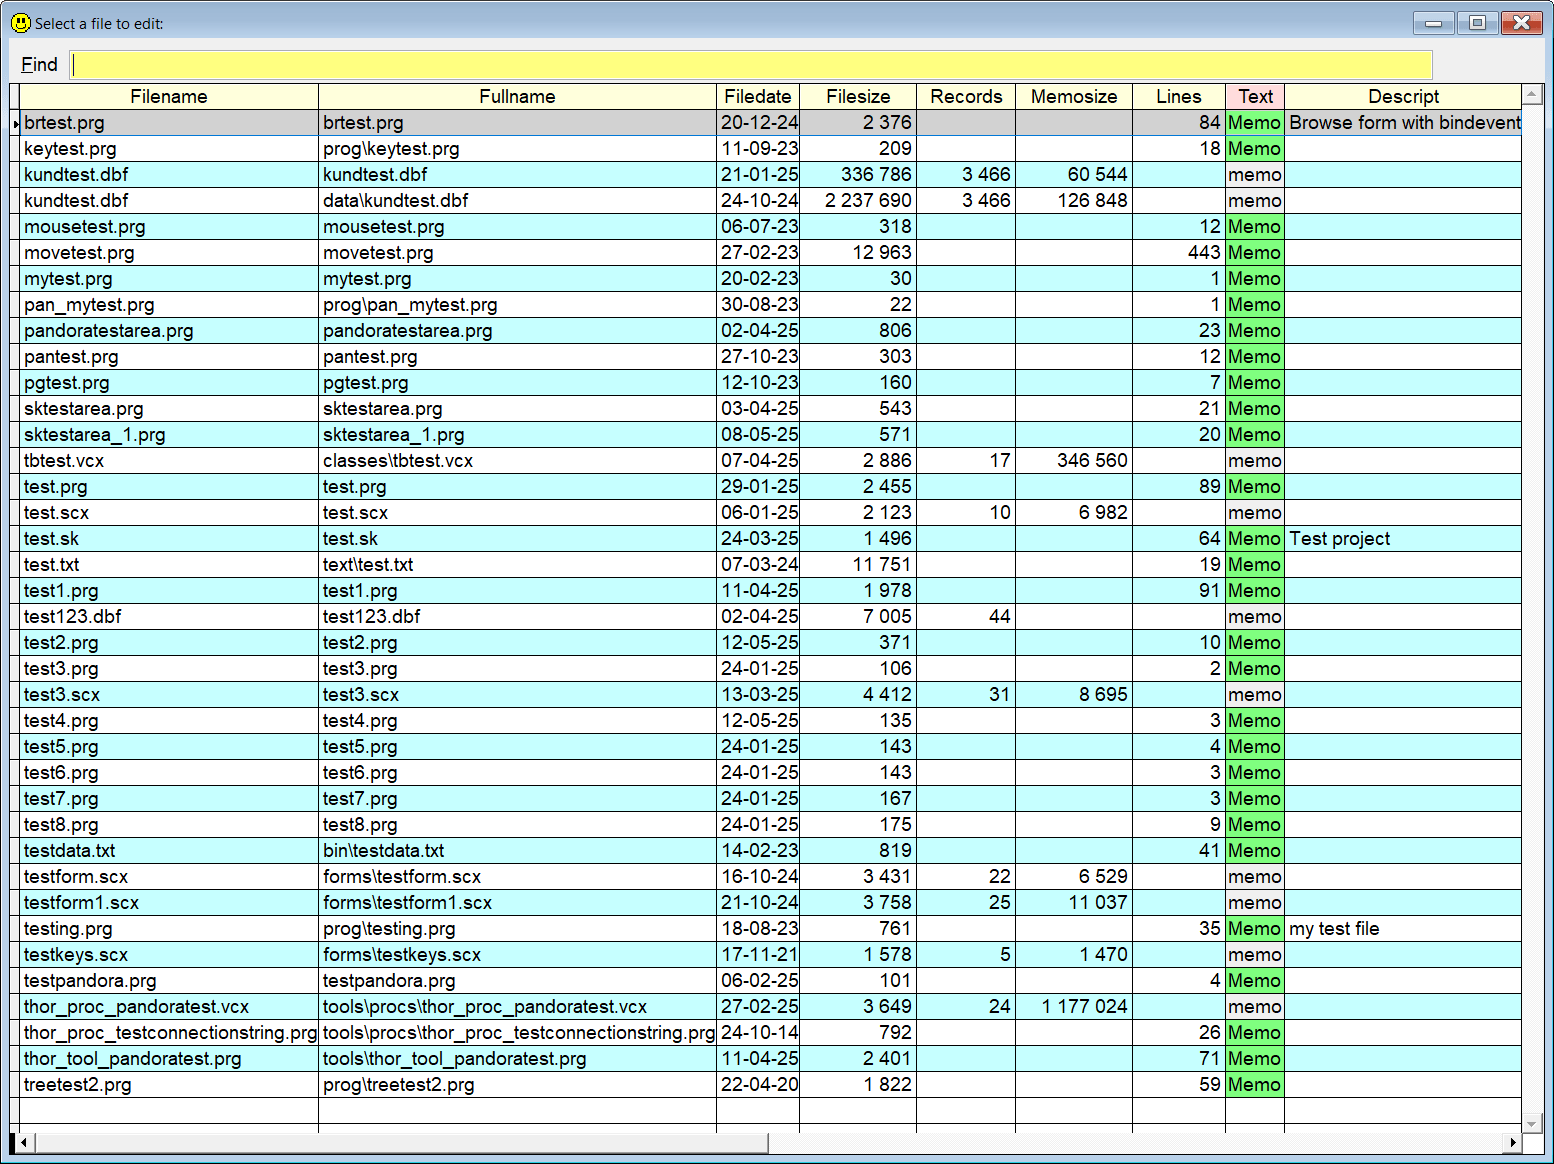 Select a file to edit:
Find
Filename Fullname Filedate Filesize Records Memosize Lines Text Descript
brtest.prg brtest.prg 20-12-24 2 376 84 Memo Browse form with bindevent
keytest.prg prog\keytest.prg 11-09-23 209 18 Memo
kundtest.dbf kundtest.dbf 21-01-25 336 786 3 466 60 544 memo
kundtest.dbf data\kundtest.dbf 24-10-24 2 237 690 3 466 126 848 memo
mousetest.prg mousetest.prg 06-07-23 318 12 Memo
movetest.prg movetest.prg 27-02-23 12 963 443 Memo
mytest.prg mytest.prg 20-02-23 30 1 Memo
pan_mytest.prg prog\pan_mytest.prg 30-08-23 22 1 Memo
pandoratestarea.prg pandoratestarea.prg 02-04-25 806 23 Memo
pantest.prg pantest.prg 27-10-23 303 12 Memo
pgtest.prg pgtest.prg 12-10-23 160 7 Memo
sktestarea.prg sktestarea.prg 03-04-25 543 21 Memo
sktestarea_1.prg sktestarea_1.prg 08-05-25 571 20 Memo
tbtest.vcx classes\tbtest.vcx 07-04-25 2 886 17 346 560 memo
test.prg test.prg 29-01-25 2 455 89 Memo
test.scx test.scx 06-01-25 2 123 10 6 982 memo
test.sk test.sk 24-03-25 1 496 64 Memo Test project
test.txt text\test.txt 07-03-24 11 751 19 Memo
test1.prg test1.prg 11-04-25 1 978 91 Memo
test123.dbf test123.dbf 02-04-25 7 005 44 memo
test2.prg test2.prg 12-05-25 371 10 Memo
test3.prg test3.prg 24-01-25 106 2 Memo
test3.scx test3.scx 13-03-25 4 412 31 8 695 memo
test4.prg test4.prg 12-05-25 135 3 Memo
test5.prg test5.prg 24-01-25 143 4 Memo
test6.prg test6.prg 24-01-25 143 3 Memo
test7.prg test7.prg 24-01-25 167 3 Memo
test8.prg test8.prg 24-01-25 175 9 Memo
testdata.txt bin\testdata.txt 14-02-23 819 41 Memo
testform.scx forms\testform.scx 16-10-24 3 431 22 6 529 memo
testform1.scx forms\testform1.scx 21-10-24 3 758 25 11 037 memo
testing.prg prog\testing.prg 18-08-23 761 35 Memo my test file
testkeys.scx forms\testkeys.scx 17-11-21 1 578 5 1 470 memo
testpandora.prg testpandora.prg 06-02-25 101 4 Memo
thor_proc_pandoratest.vcx tools\procs\thor_proc_pandoratest.vcx 27-02-25 3 649 24 1 177 024 memo
thor_proc_testconnectionstring.prg tools\procs\thor_proc_testconnectionstring.prg 24-10-14 792 26 Memo
thor_tool_pandoratest.prg tools\thor_tool_pandoratest.prg 11-04-25 2 401 71 Memo
treetest2.prg prog\treetest2.prg 22-04-20 1 822 59 Memo